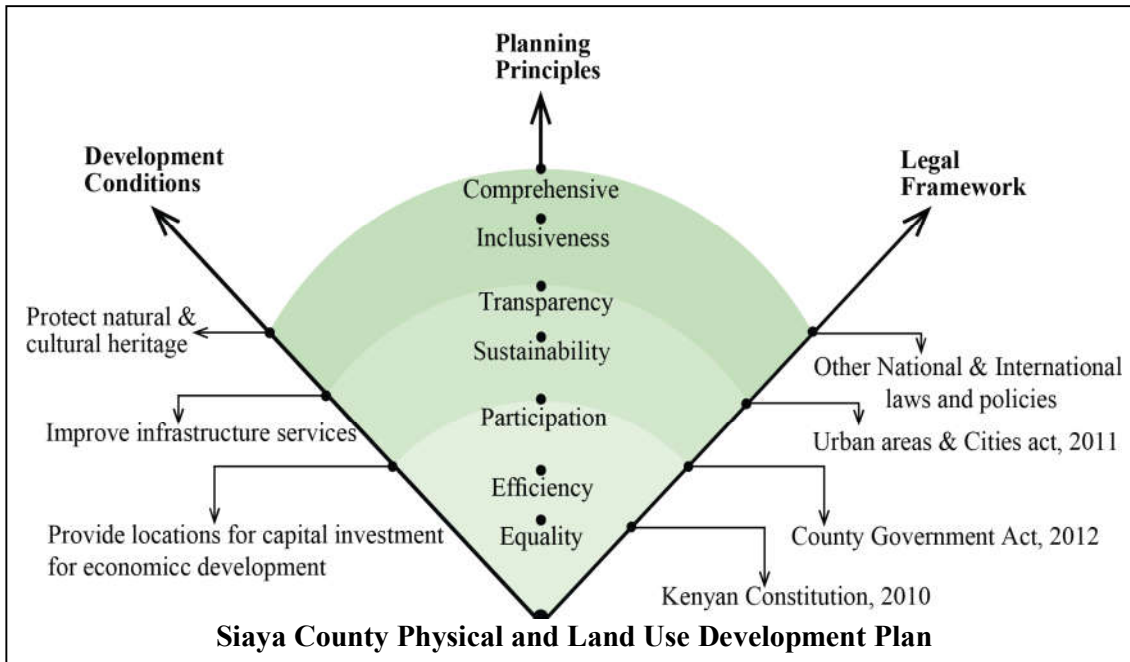 Planning
Principles
Development
Conditions
Legal
Framework
Comprehensive
Inclusiveness
Transparency
Sustainability
Participation
Efficiency
Equality
Protect natural &
cultural heritage
Improve infrastructure services
Provide locations for capital investment
for economicc development
Other National & International
laws and policies
Urban areas & Cities act, 2011
County Government Act, 2012
Kenyan Constitution, 2010
Siaya County Physical and Land Use Development Plan